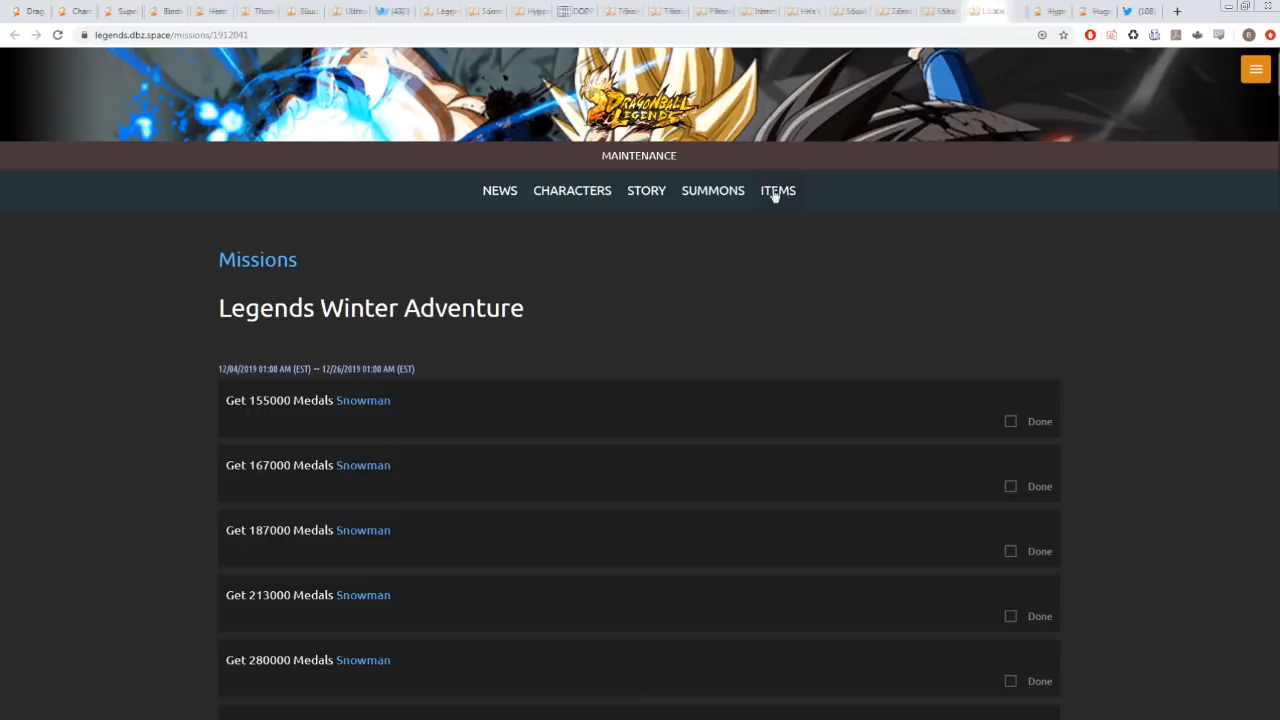 legends.dbz.space/missions/1912041
DRAGONBALL
LEGENDS
MAINTENANCE
NEWS CHARACTERS STORY SUMMONS ITEMS
Missions
Legends Winter Adventure
12/04/2019 01:00 AM (EST) ~ 12/26/2019 01:00 AM (EST)
Get 155000 Medals Snowman
Done
Get 167000 Medals Snowman
Done
Get 187000 Medals Snowman
Done
Get 213000 Medals Snowman
Done
Get 280000 Medals Snowman
Done